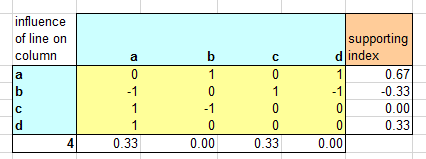 influence
of line on
column a b c d supporting index
a 0 1 0 1 0.67
b -1 0 1 -1 -0.33
c 1 -1 0 0 0.00
d 1 0 0 0 0.33
4 0.33 0.00 0.33 0.00